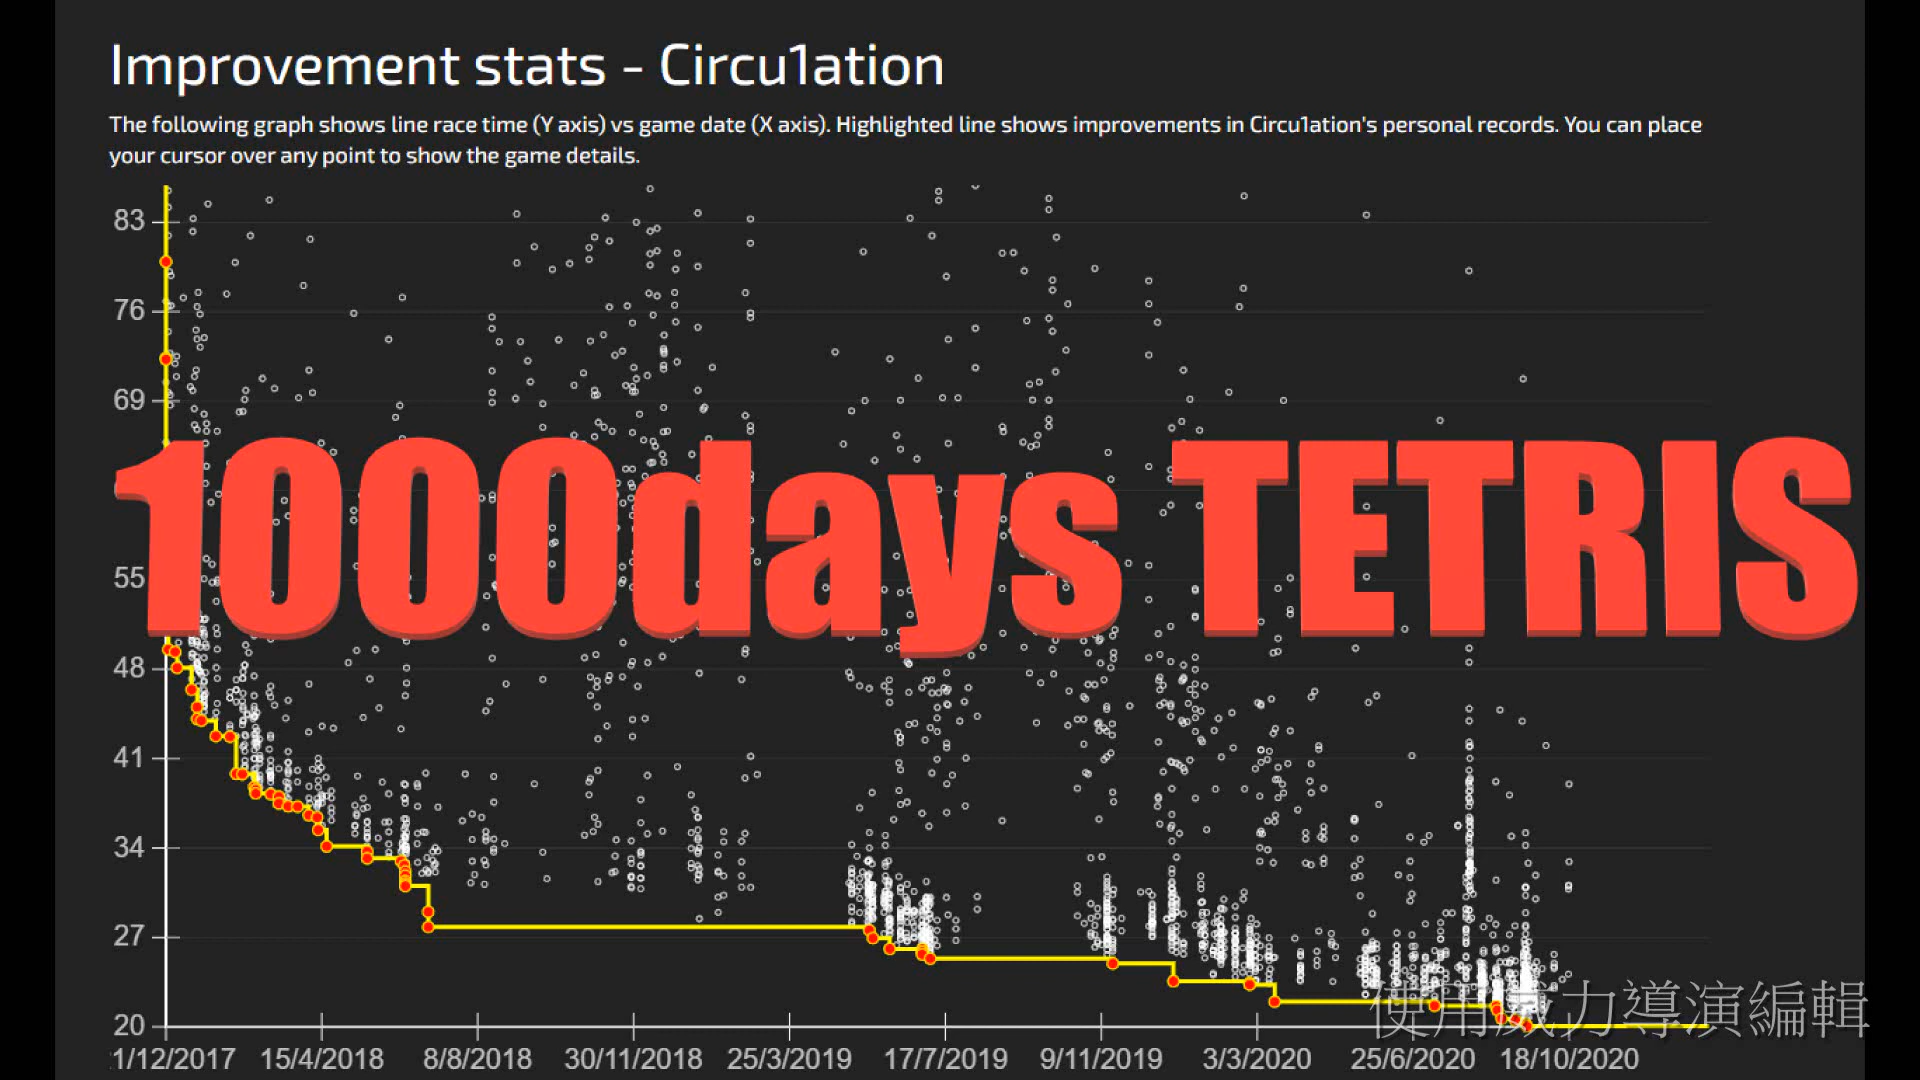 Improvement stats - Circu1ation
The following graph shows line race time (Y axis) vs game date (X axis). Highlighted line shows improvements in Circu1ation's personal records. You can place
your cursor over any point to show the game details.
83
76
69
1000days TETRIS
55
48
41
34
27
20
使用威力導演編輯
1/12/2017 15/4/2018 8/8/2018 30/11/2018 25/3/2019 17/7/2019 9/11/2019 3/3/2020 25/6/2020 18/10/2020